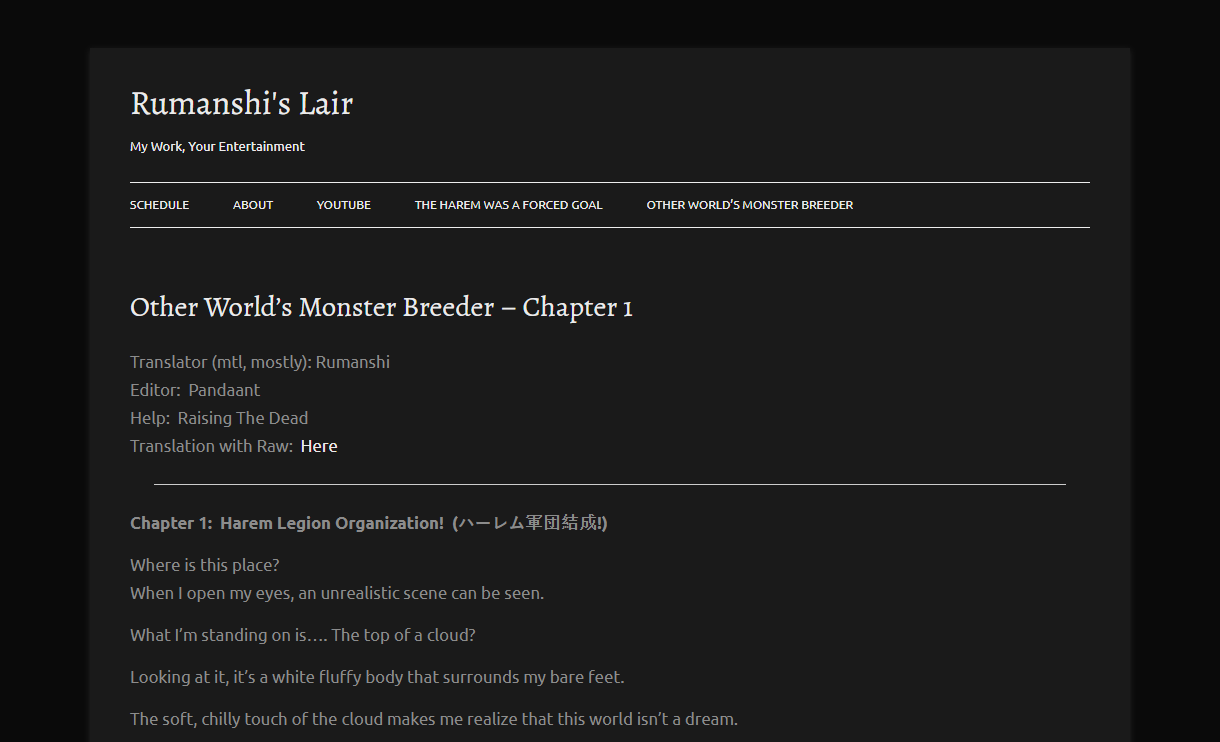 Rumanshi's Lair
My Work, Your Entertainment
SCHEDULE ABOUT YOUTUBE THE HAREM WAS A FORCED GOAL OTHER WORLD’S MONSTER BREEDER
Other World’s Monster Breeder – Chapter 1
Translator (mtl, mostly): Rumanshi
Editor: Pandaant
Help: Raising The Dead
Translation with Raw: Here
Chapter 1: Harem Legion Organization! (ハーレム軍団結成!)
Where is this place?
When I open my eyes, an unrealistic scene can be seen.
What I’m standing on is…. The top of a cloud?
Looking at it, it’s a white fluffy body that surrounds my bare feet.
The soft, chilly touch of the cloud makes me realize that this world isn’t a dream.